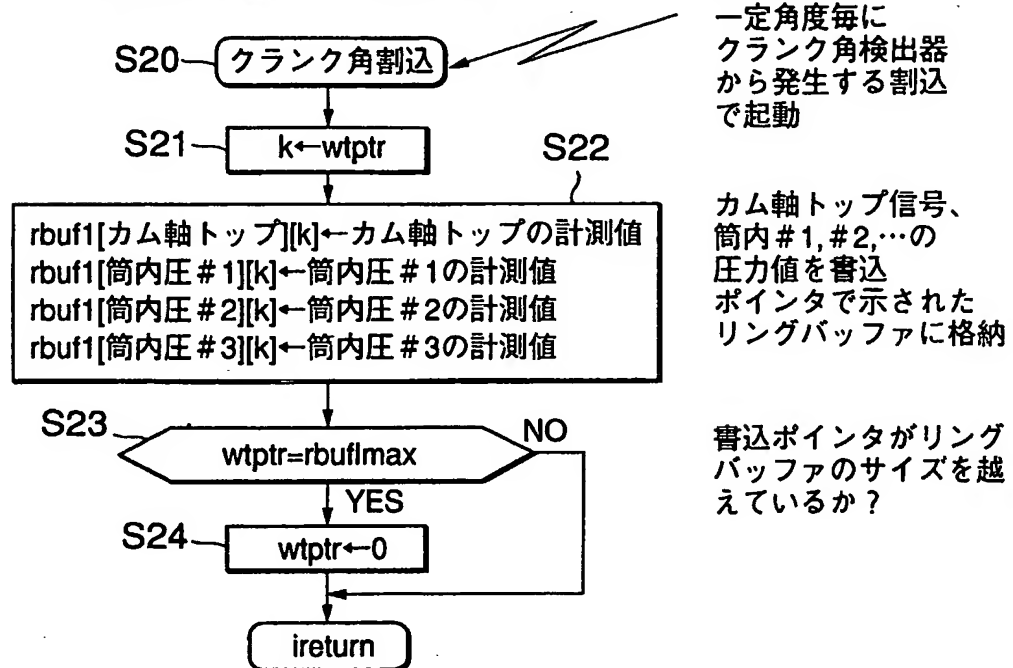 S20
クランク角割込
一定角度毎に
クランク角検出器
から発生する割込
で起動
S21
k←wtptr
S22
rbuf1[カム軸トップ][k]←カム軸トップの計測値
rbuf1[筒内圧#1][k]←筒内圧#1の計測値
rbuf1[筒内圧#2][k]←筒内圧#2の計測値
rbuf1[筒内圧#3][k]←筒内圧#3の計測値
カム軸トップ信号、
筒内#1,#2,…の
圧力値を書込
ポインタで示された
リングバッファに格納
S23
wtptr=rbuflmax
NO
YES
書込ポインタがリング
バッファのサイズを越
えているか?
S24
wtptr←0
ireturn